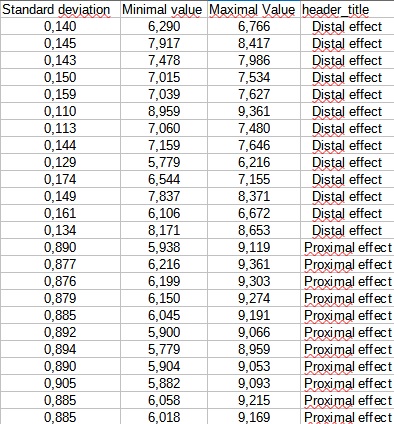 Standard deviation Minimal value Maximal Value header_title
0,140 6,290 6,766 Distal effect
0,145 7,917 8,417 Distal effect
0,143 7,478 7,986 Distal effect
0,150 7,015 7,534 Distal effect
0,159 7,039 7,627 Distal effect
0,110 8,959 9,361 Distal effect
0,113 7,060 7,480 Distal effect
0,144 7,159 7,646 Distal effect
0,129 5,779 6,216 Distal effect
0,174 6,544 7,155 Distal effect
0,149 7,837 8,371 Distal effect
0,161 6,106 6,672 Distal effect
0,134 8,171 8,653 Distal effect
0,890 5,938 9,119 Proximal effect
0,877 6,216 9,361 Proximal effect
0,876 6,199 9,303 Proximal effect
0,879 6,150 9,274 Proximal effect
0,885 6,045 9,191 Proximal effect
0,892 5,900 9,066 Proximal effect
0,894 5,779 8,959 Proximal effect
0,890 5,904 9,053 Proximal effect
0,905 5,882 9,093 Proximal effect
0,885 6,058 9,215 Proximal effect
0,885 6,018 9,169 Proximal effect